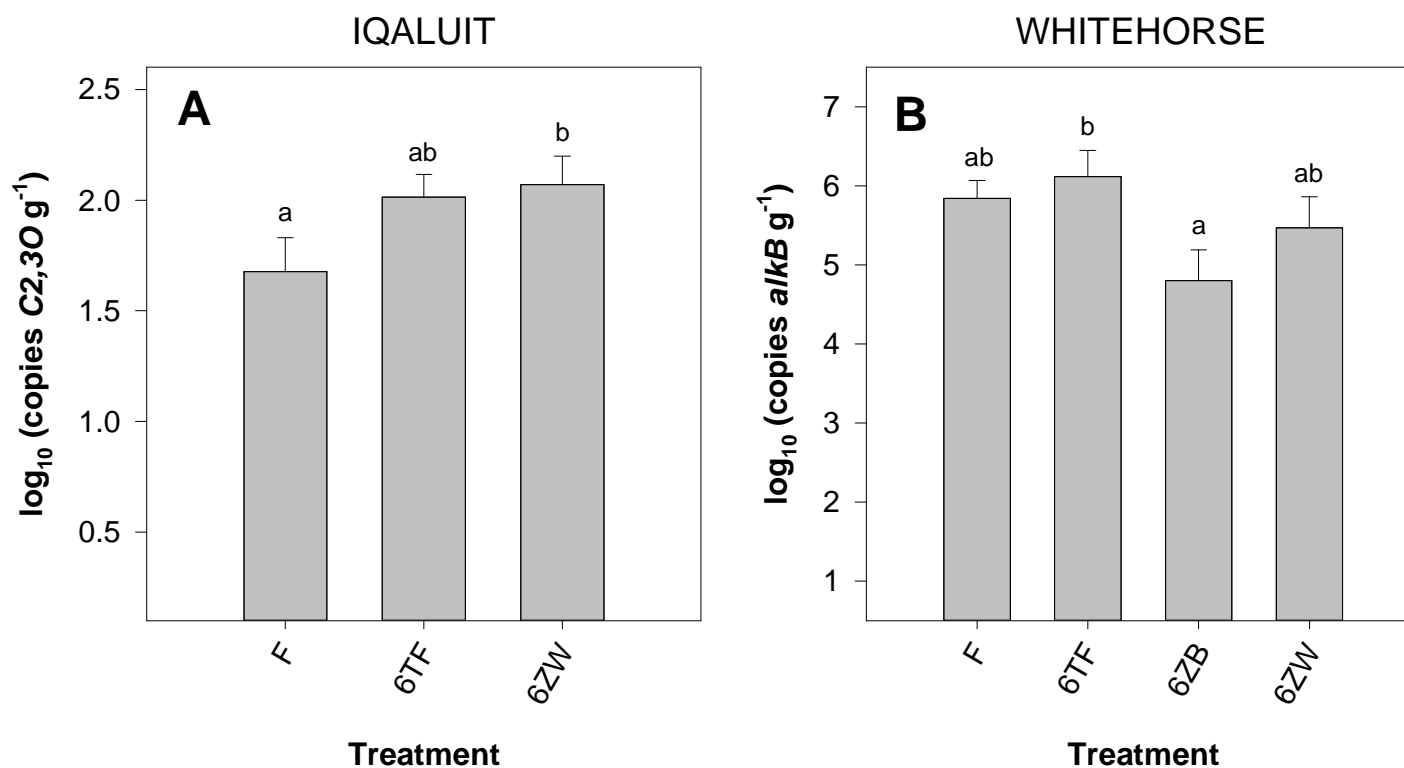 IQALUIT
A
2.5
2.0
1.5
1.0
0.5
log₁₀ (copies C2,3O g⁻¹)
a
ab
b
F
6TF
6ZW
Treatment
WHITEHORSE
B
7
6
5
4
3
2
1
log₁₀ (copies alkB g⁻¹)
ab
b
a
ab
F
6TF
6ZB
6ZW
Treatment